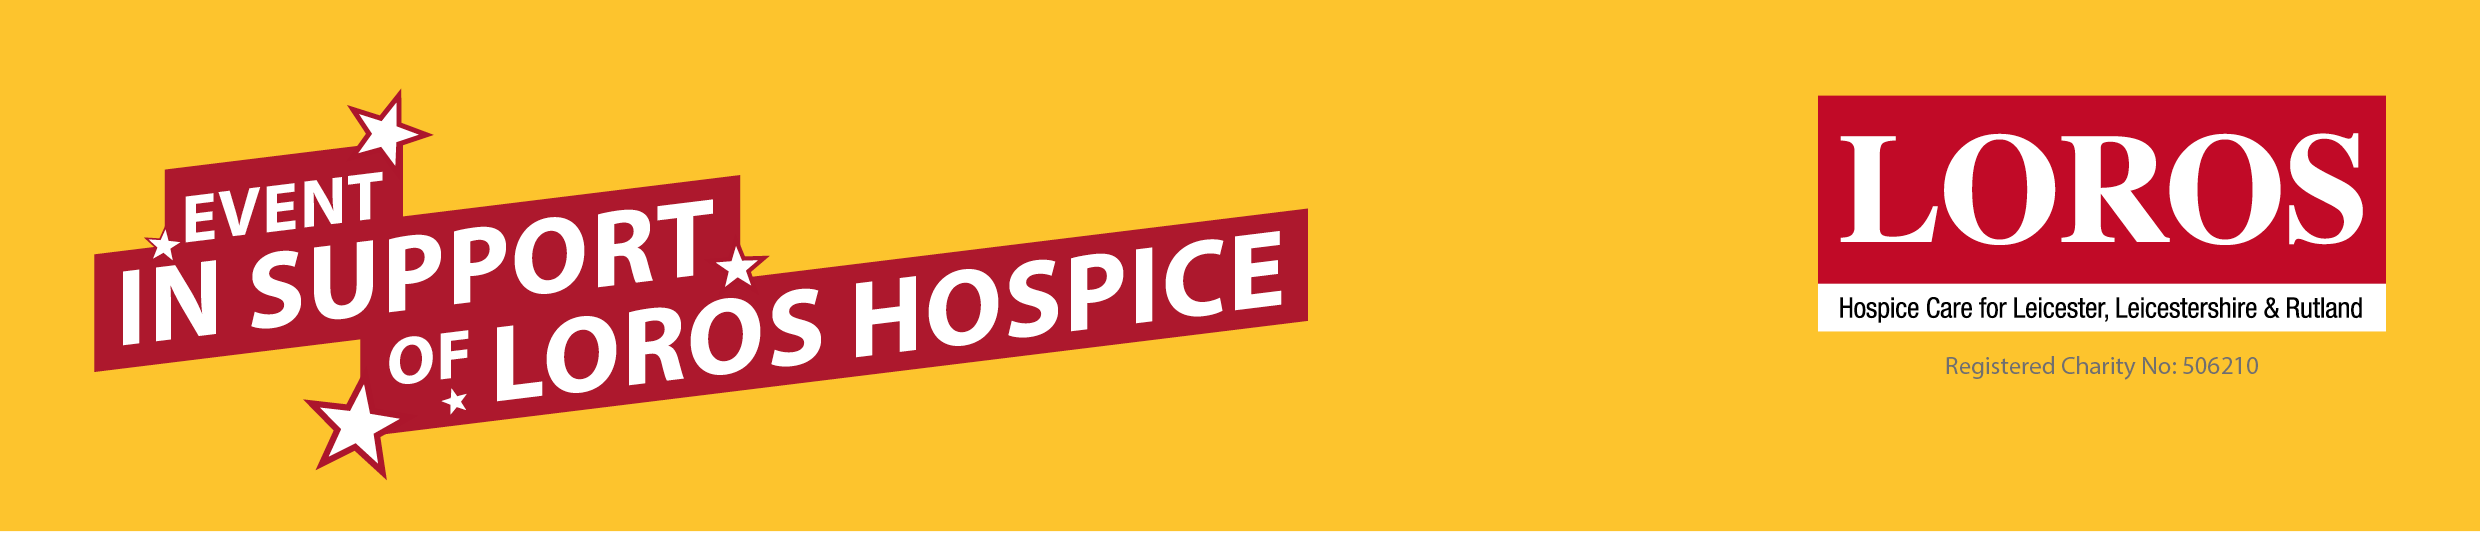 EVENT
IN SUPPORT
OF LOROS HOSPICE
LOROS
Hospice Care for Leicester, Leicestershire & Rutland
Registered Charity No: 506210